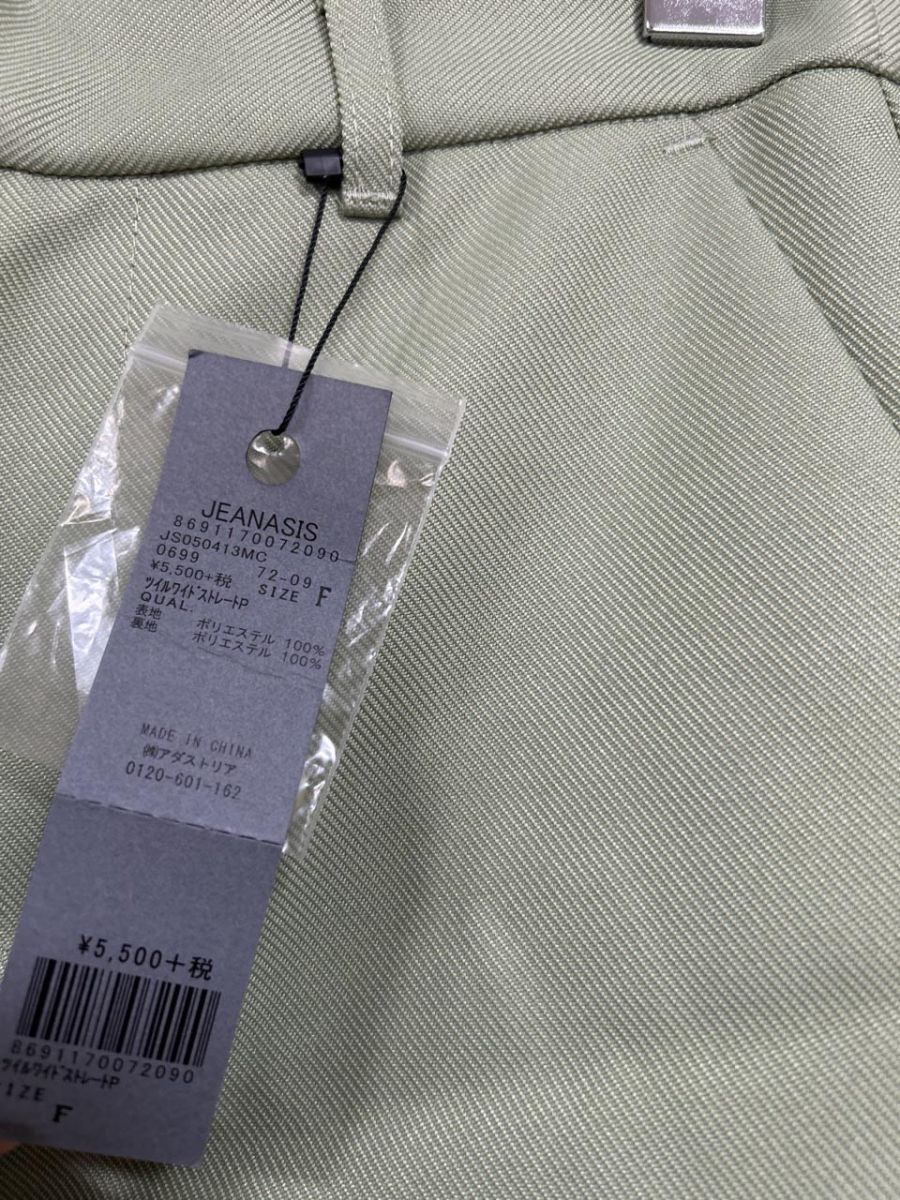 JEANASIS
8691170072090
JS050413MC
0699 72-09
¥5,500+税 SIZE F
ツイルワイドストレートP
QUAL.
表地 ポリエステル 100%
裏地 ポリエステル 100%
MADE IN CHINA
㈱アダストリア
0120-601-162
¥5,500+税
8691170072090
ツイルワイドストレートP
SIZE
F